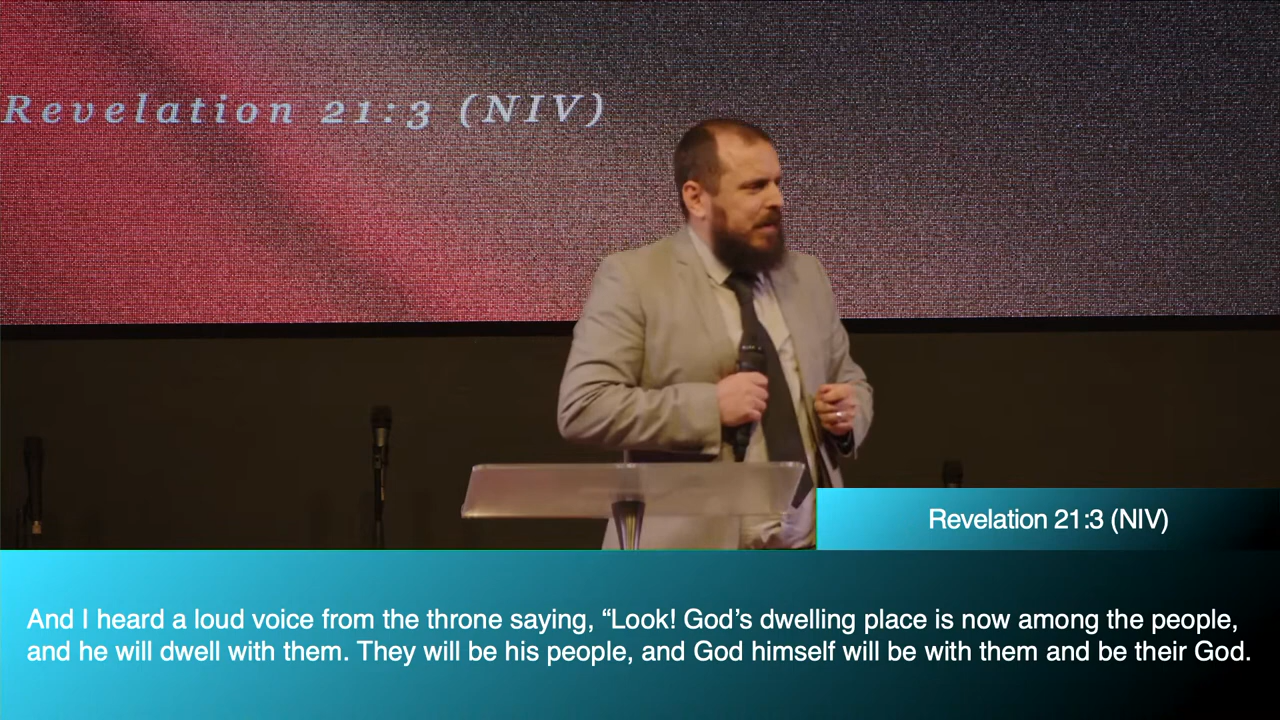 Revelation 21:3 (NIV)
Revelation 21:3 (NIV)
And I heard a loud voice from the throne saying, “Look! God’s dwelling place is now among the people,
and he will dwell with them. They will be his people, and God himself will be with them and be their God.